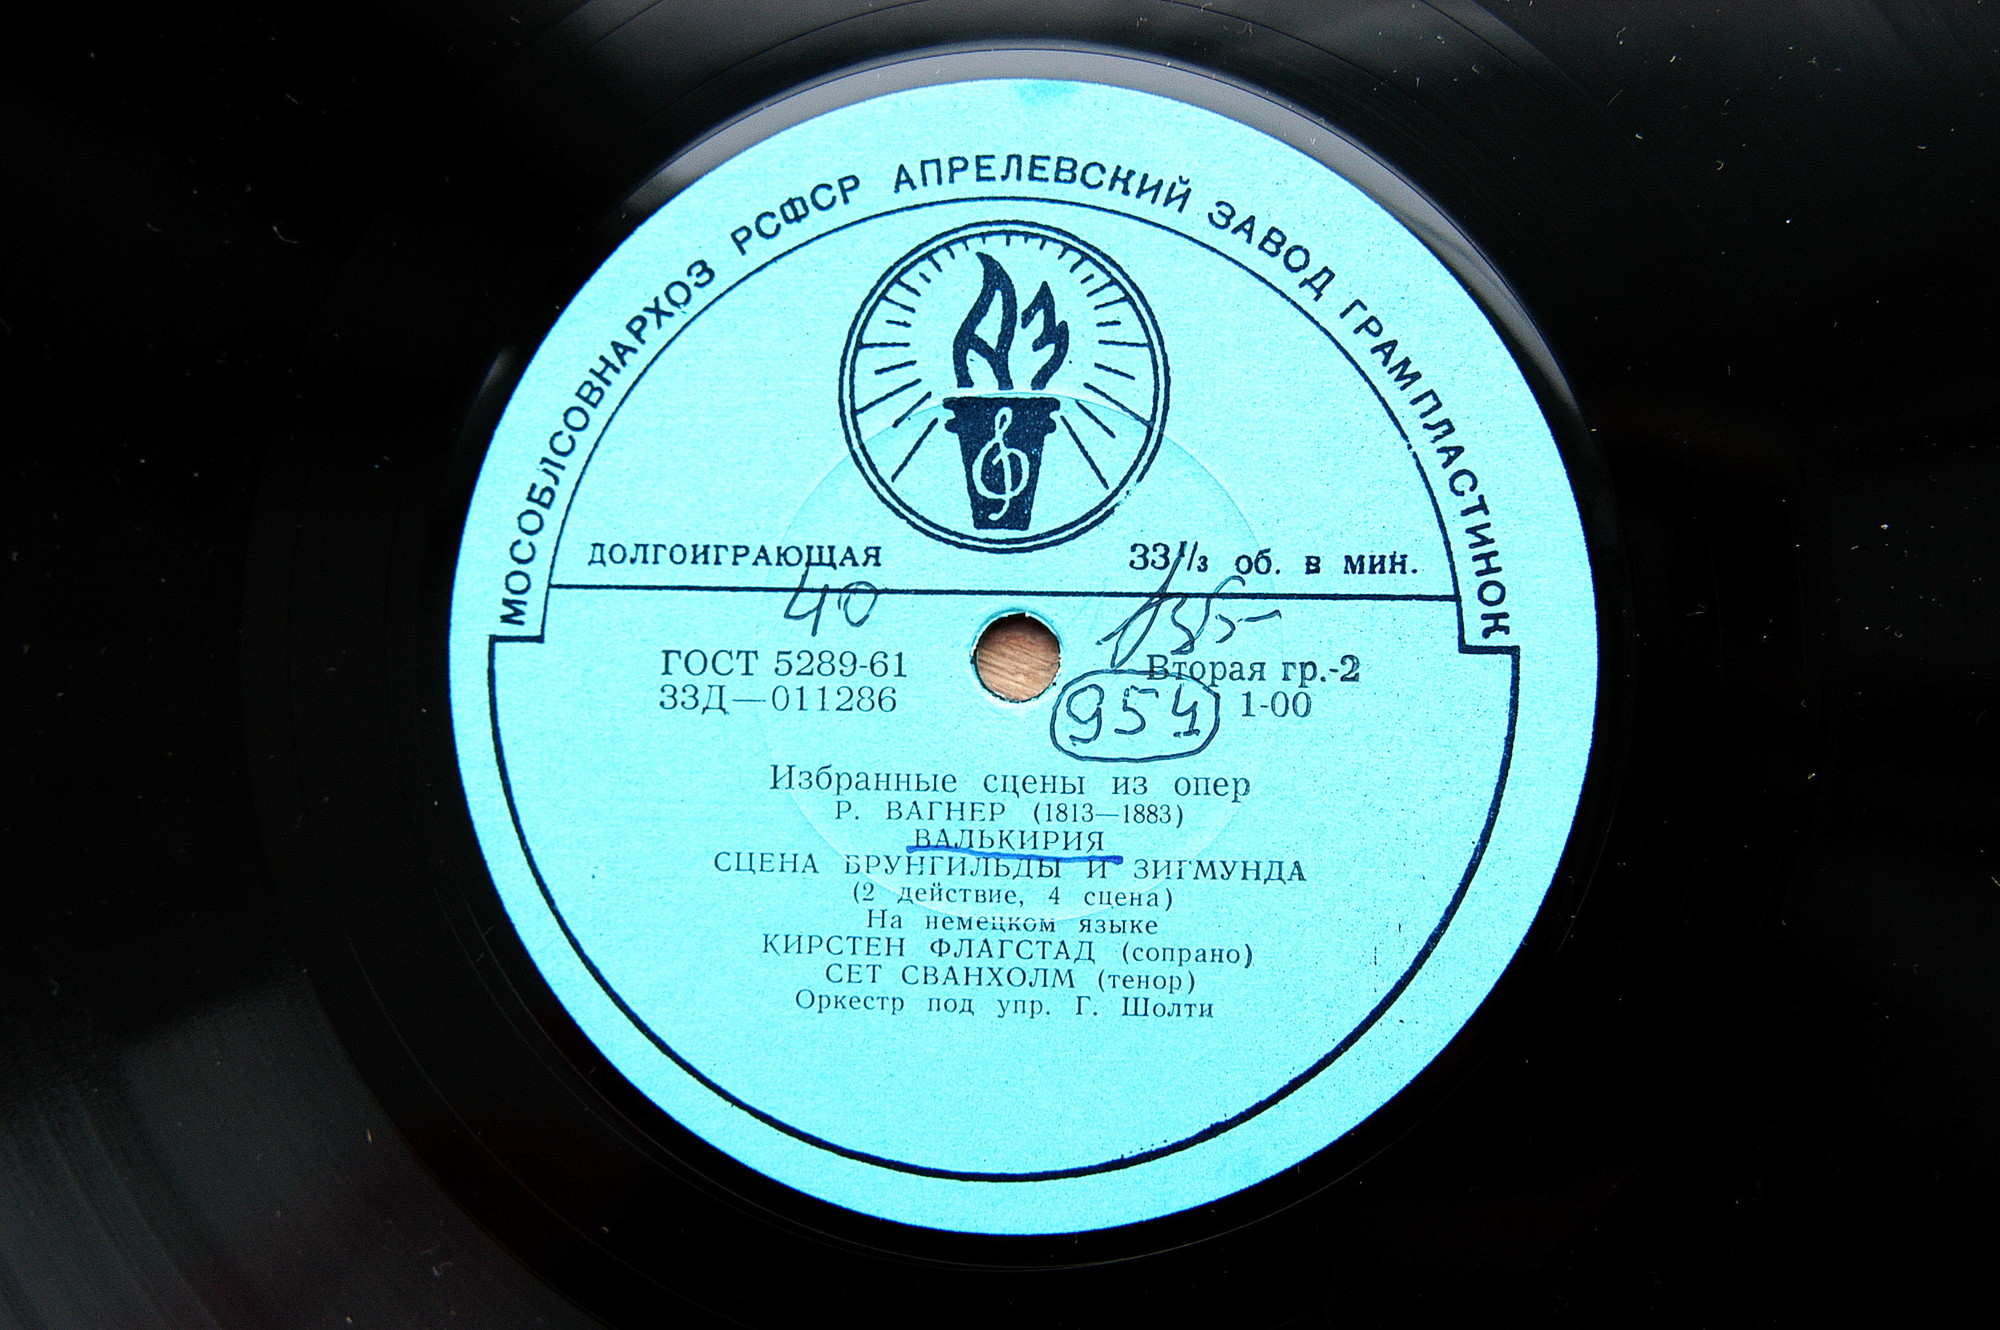 МОСОБЛСОВНАРХОЗ РСФСР АПРЕЛЕВСКИЙ ЗАВОД ГРАМПЛАСТИНОК
АЗ
ДОЛГОИГРАЮЩАЯ 33⅓ об. в мин.
40 135-
ГОСТ 5289-61 Вторая гр.-2
33Д—011286 954 1-00
Избранные сцены из опер
Р. ВАГНЕР (1813—1883)
ВАЛЬКИРИЯ
СЦЕНА БРУНГИЛЬДЫ И ЗИГМУНДА
(2 действие, 4 сцена)
На немецком языке
КИРСТЕН ФЛАГСТАД (сопрано)
СЕТ СВАНХОЛМ (тенор)
Оркестр под упр. Г. Шолти